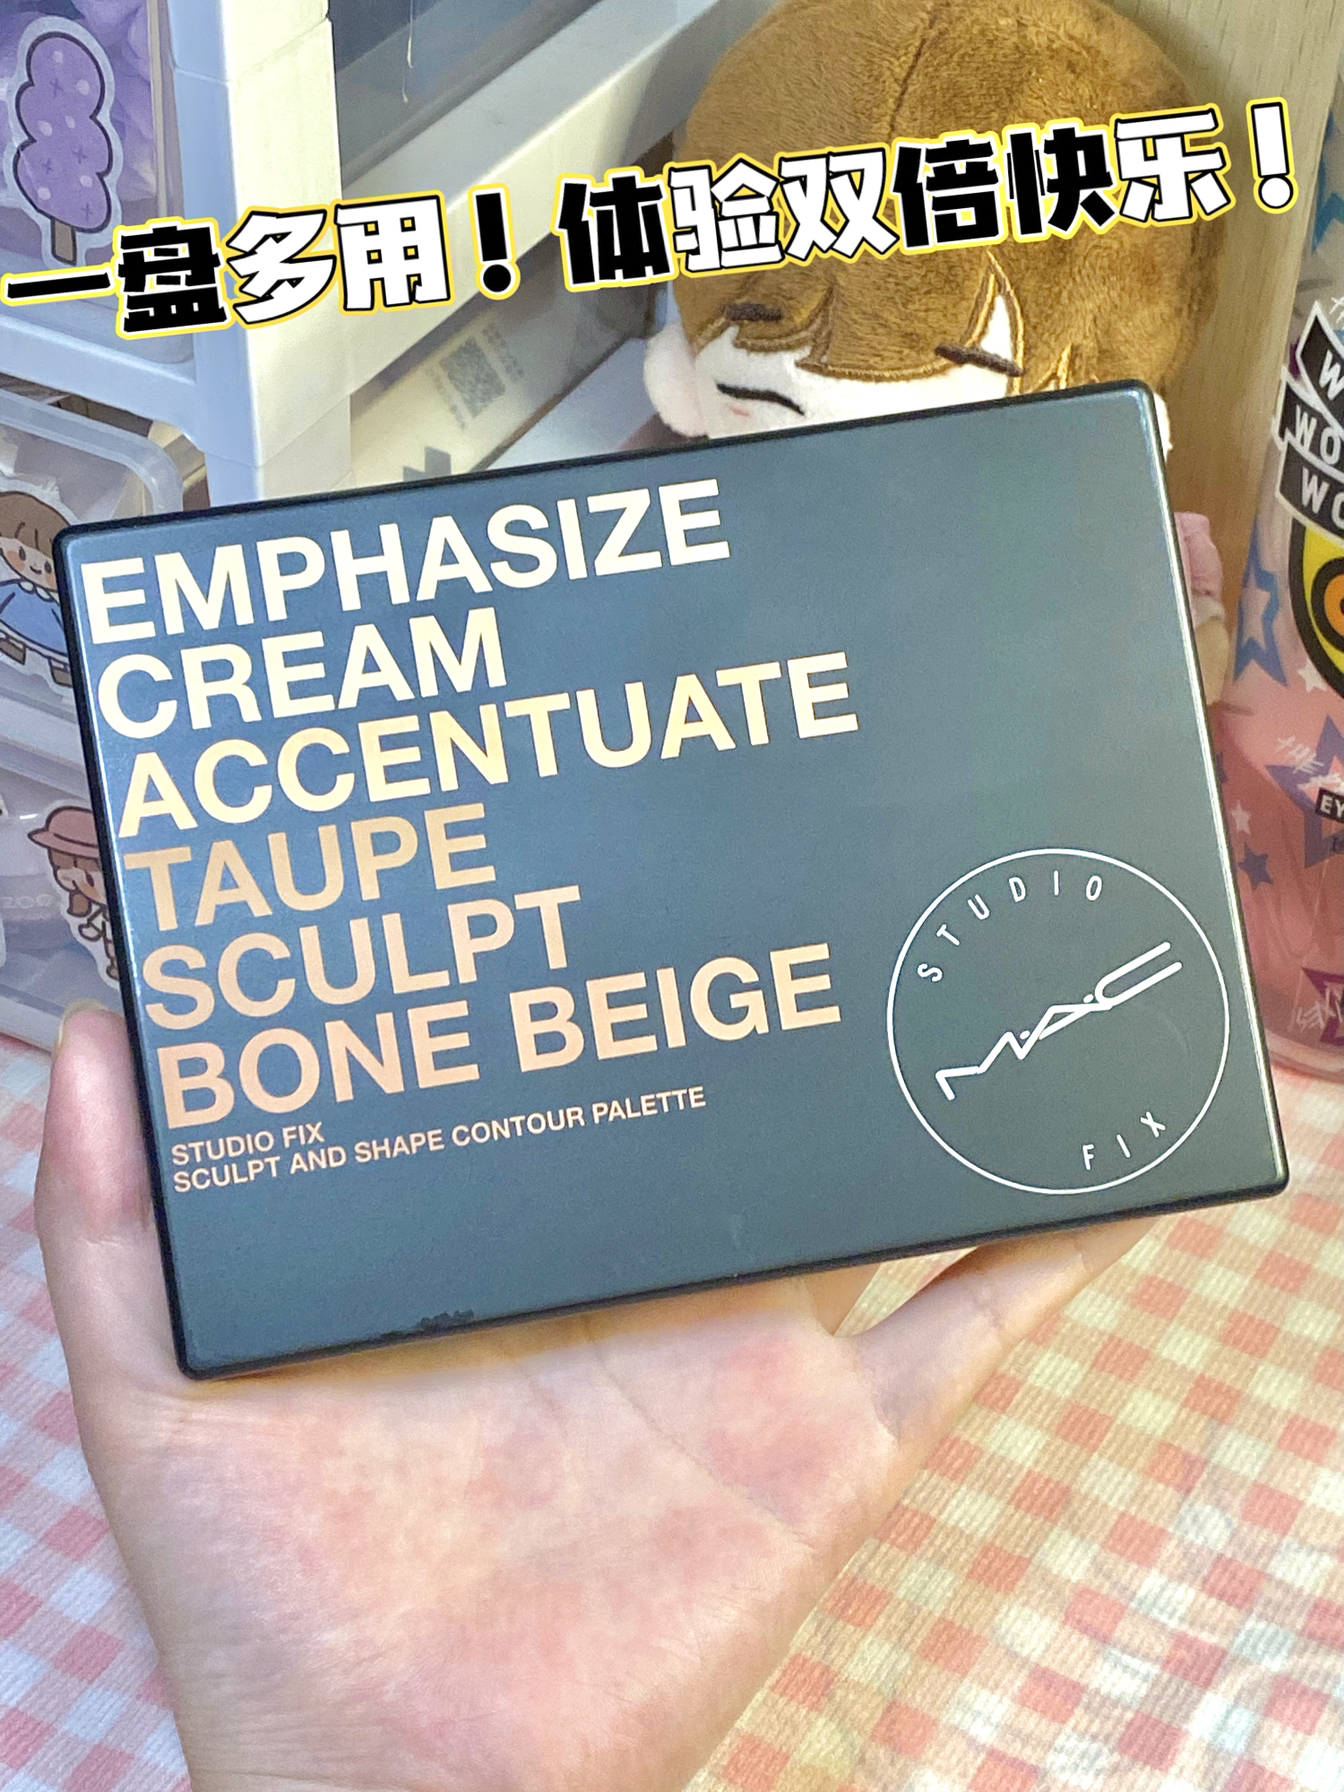 一盘多用！体验双倍快乐！
EMPHASIZE
CREAM
ACCENTUATE
TAUPE
SCULPT
BONE BEIGE
STUDIO FIX
SCULPT AND SHAPE CONTOUR PALETTE
STUDIO
MAC
FIX